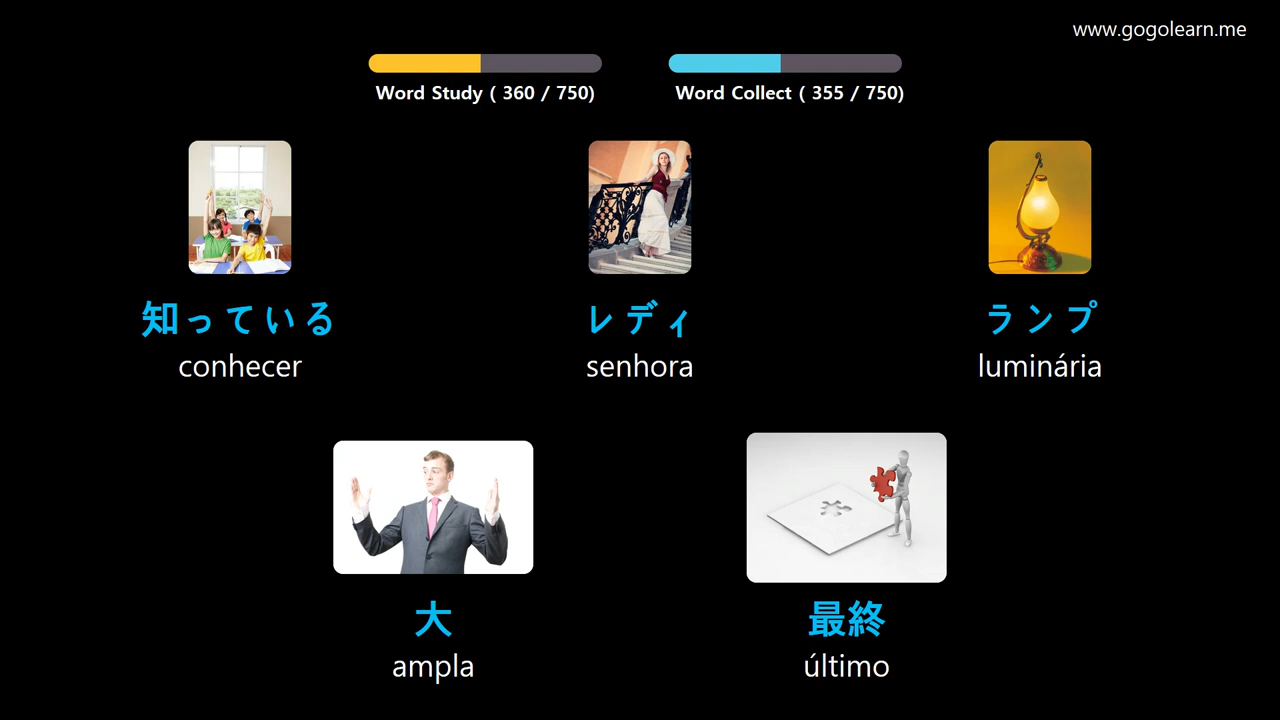 www.gogolearn.me
Word Study ( 360 / 750)
Word Collect ( 355 / 750)
知っている
conhecer
レディ
senhora
ランプ
luminária
大
ampla
最終
último